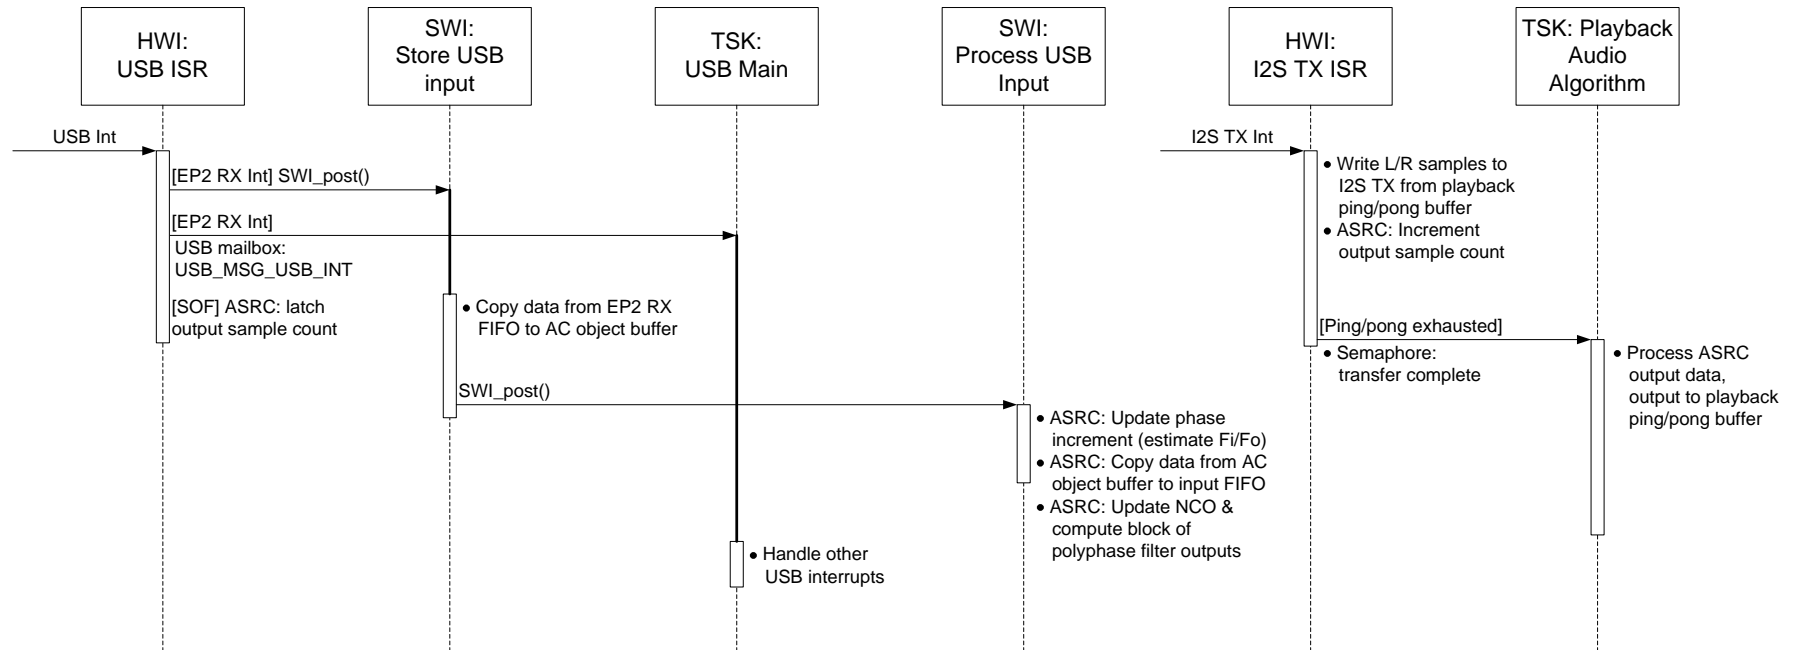 HWI:
USB ISR
SWI:
Store USB
input
TSK:
USB Main
SWI:
Process USB
Input
HWI:
I2S TX ISR
TSK: Playback
Audio
Algorithm
USB Int
[EP2 RX Int] SWI_post()
[EP2 RX Int]
USB mailbox:
USB_MSG_USB_INT
[SOF] ASRC: latch
output sample count
• Copy data from EP2 RX
FIFO to AC object buffer
SWI_post()
• Handle other
USB interrupts
• ASRC: Update phase
increment (estimate Fi/Fo)
• ASRC: Copy data from AC
object buffer to input FIFO
• ASRC: Update NCO &
compute block of
polyphase filter outputs
I2S TX Int
• Write L/R samples to
I2S TX from playback
ping/pong buffer
• ASRC: Increment
output sample count
[Ping/pong exhausted]
• Semaphore:
transfer complete
• Process ASRC
output data,
output to playback
ping/pong buffer